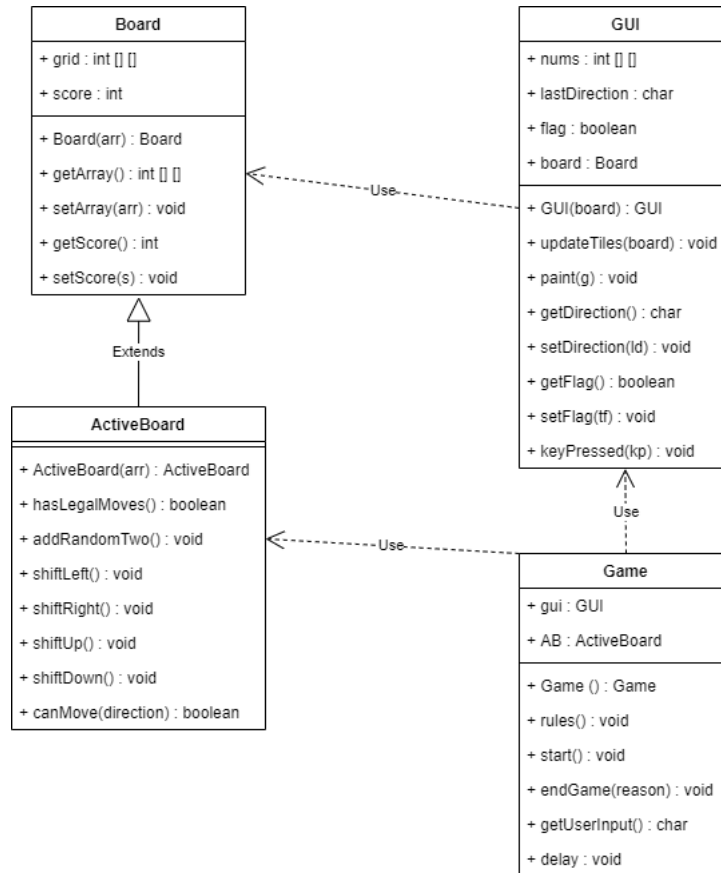 Board
+ grid : int [] []
+ score : int
+ Board(arr) : Board
+ getArray() : int [] []
+ setArray(arr) : void
+ getScore() : int
+ setScore(s) : void
Extends
ActiveBoard
+ ActiveBoard(arr) : ActiveBoard
+ hasLegalMoves() : boolean
+ addRandomTwo() : void
+ shiftLeft() : void
+ shiftRight() : void
+ shiftUp() : void
+ shiftDown() : void
+ canMove(direction) : boolean
Use
GUI
+ nums : int [] []
+ lastDirection : char
+ flag : boolean
+ board : Board
+ GUI(board) : GUI
+ updateTiles(board) : void
+ paint(g) : void
+ getDirection() : char
+ setDirection(ld) : void
+ getFlag() : boolean
+ setFlag(tf) : void
+ keyPressed(kp) : void
Use
Use
Game
+ gui : GUI
+ AB : ActiveBoard
+ Game () : Game
+ rules() : void
+ start() : void
+ endGame(reason) : void
+ getUserInput() : char
+ delay : void